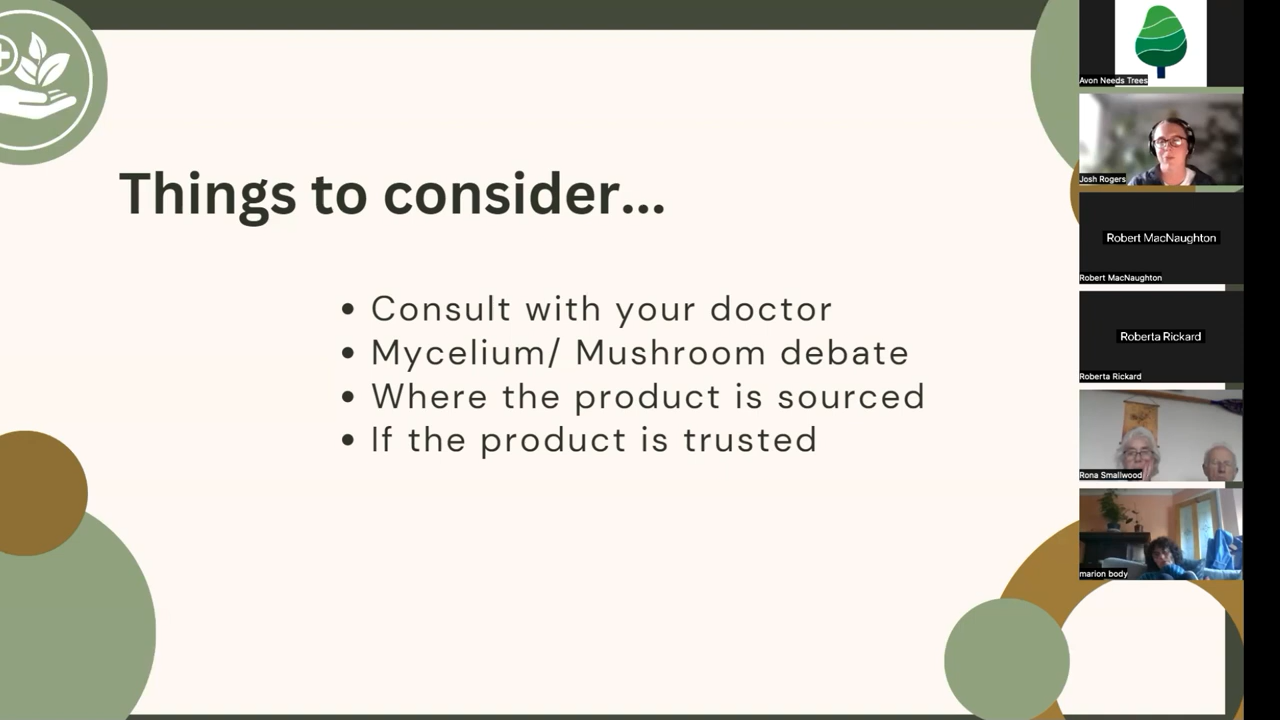 Things to consider...
• Consult with your doctor
• Mycelium/ Mushroom debate
• Where the product is sourced
• If the product is trusted
Avon Needs Trees
Josh Rogers
Robert MacNaughton
Robert MacNaughton
Roberta Rickard
Roberta Rickard
Rona Smallwood
marion body